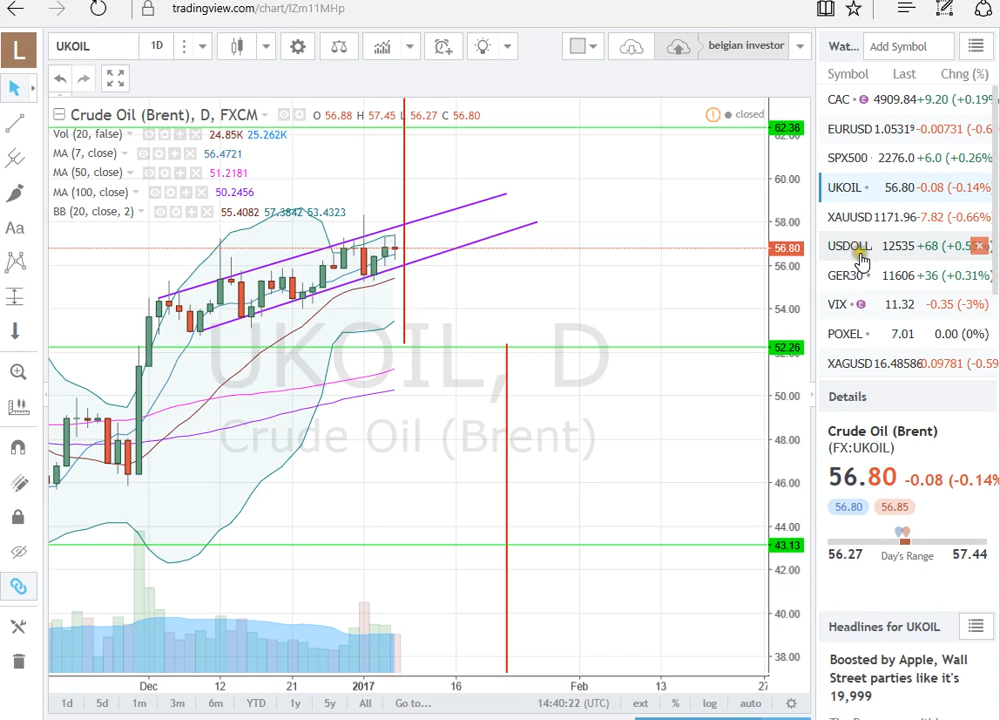 tradingview.com/chart/lZm11MHp
L
UKOIL
1D
belgian investor
Wat...
Add Symbol
Symbol Last Chng (%)
Crude Oil (Brent), D, FXCM
O 56.88 H 57.45 L 56.27 C 56.80
closed
Vol (20, false) 24.85K 25.262K
MA (7, close) 56.4721
MA (50, close) 51.2181
MA (100, close) 50.2456
BB (20, close, 2) 55.4082 57.3842 53.4323
CAC E 4909.84 +9.20 (+0.19%
EURUSD 1.0531⁹ -0.00731 (-0.6
SPX500 2276.0 +6.0 (+0.26%
UKOIL 56.80 -0.08 (-0.14%
XAUUSD 1171.96 -7.82 (-0.66%
USDOLL 12535 +68
GER30 11606 +36 (+0.31%)
VIX E 11.32 -0.35 (-3%)
POXEL 7.01 0.00 (0%)
XAGUSD
62.36
60.00
58.00
56.80
56.00
54.00
52.26
52.00
50.00
48.00
46.00
44.00
43.13
42.00
40.00
38.00
UKOIL, D
Crude Oil (Brent)
Dec 12 21 2017 16 Feb 13 27
1d 5d 1m 3m 6m YTD 1y 5y All Go to...
14:40:22 (UTC) ext % log auto
Details
Crude Oil (Brent)
(FX:UKOIL)
56.80 -0.08 (-0.14%
56.80 56.85
56.27 Day's Range 57.44
Headlines for UKOIL
Boosted by Apple, Wall
Street parties like it's
19,999
Aa